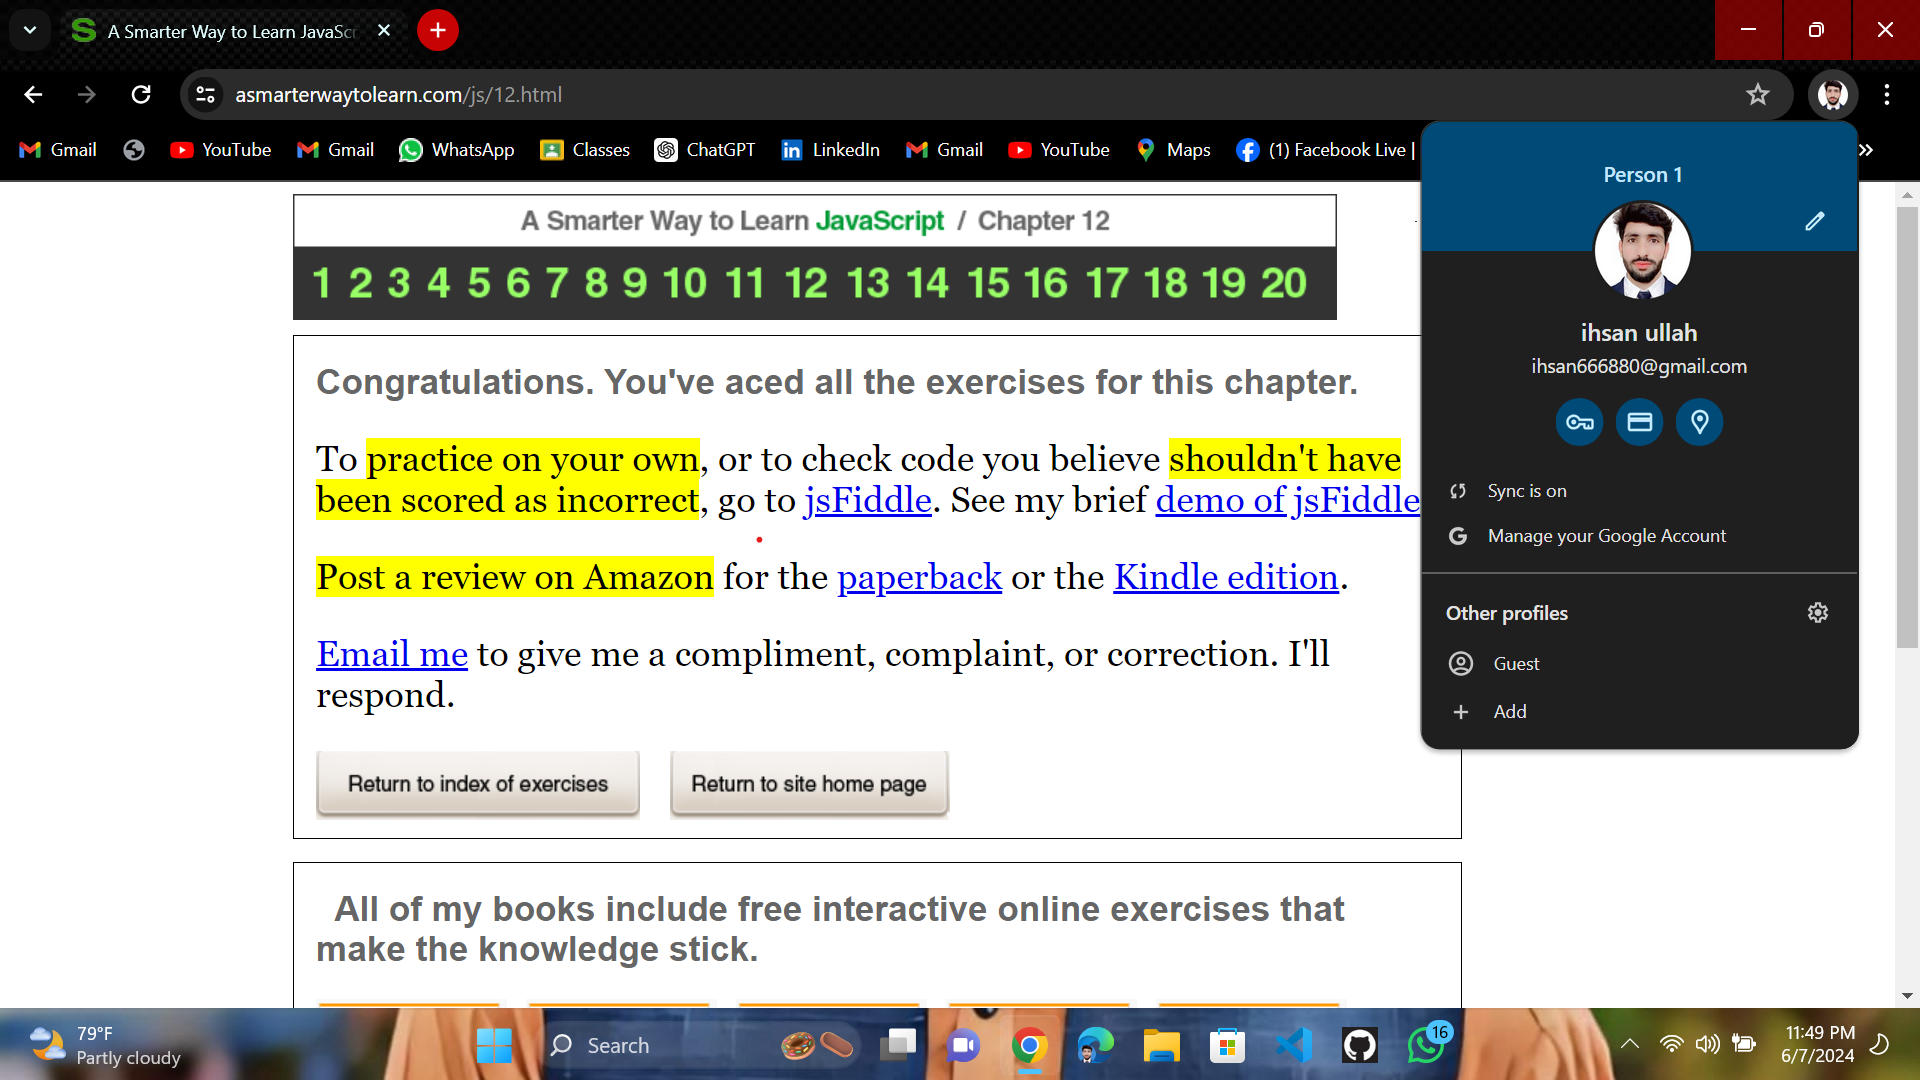 A Smarter Way to Learn JavaScr
asmarterwaytolearn.com/js/12.html
Gmail YouTube Gmail WhatsApp Classes ChatGPT LinkedIn Gmail YouTube Maps (1) Facebook Live |
A Smarter Way to Learn JavaScript / Chapter 12
1 2 3 4 5 6 7 8 9 10 11 12 13 14 15 16 17 18 19 20
Congratulations. You've aced all the exercises for this chapter.
To practice on your own, or to check code you believe shouldn't have
been scored as incorrect, go to jsFiddle. See my brief demo of jsFiddle
Post a review on Amazon for the paperback or the Kindle edition.
Email me to give me a compliment, complaint, or correction. I'll
respond.
Return to index of exercises Return to site home page
All of my books include free interactive online exercises that
make the knowledge stick.
Person 1
ihsan ullah
ihsan666880@gmail.com
Sync is on
Manage your Google Account
Other profiles
Guest
Add
79°F
Partly cloudy
Search
16
11:49 PM
6/7/2024